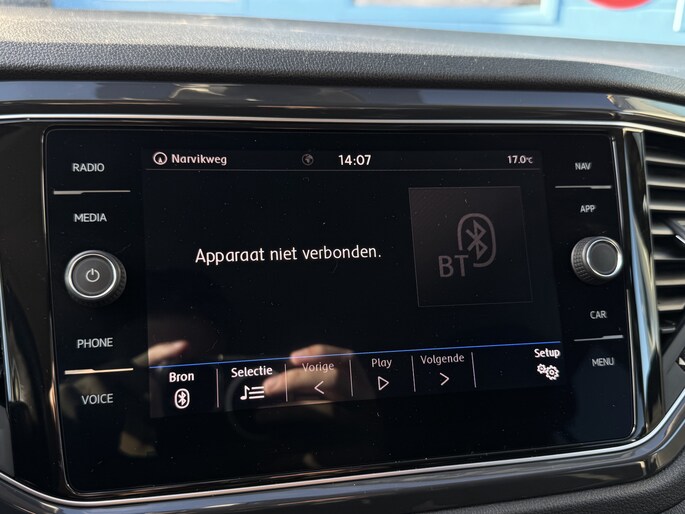 RADIO
MEDIA
PHONE
VOICE
Narvikweg
14:07
17.0°C
Apparaat niet verbonden.
BT
Bron
Selectie
Vorige
Play
Volgende
Setup
NAV
APP
CAR
MENU